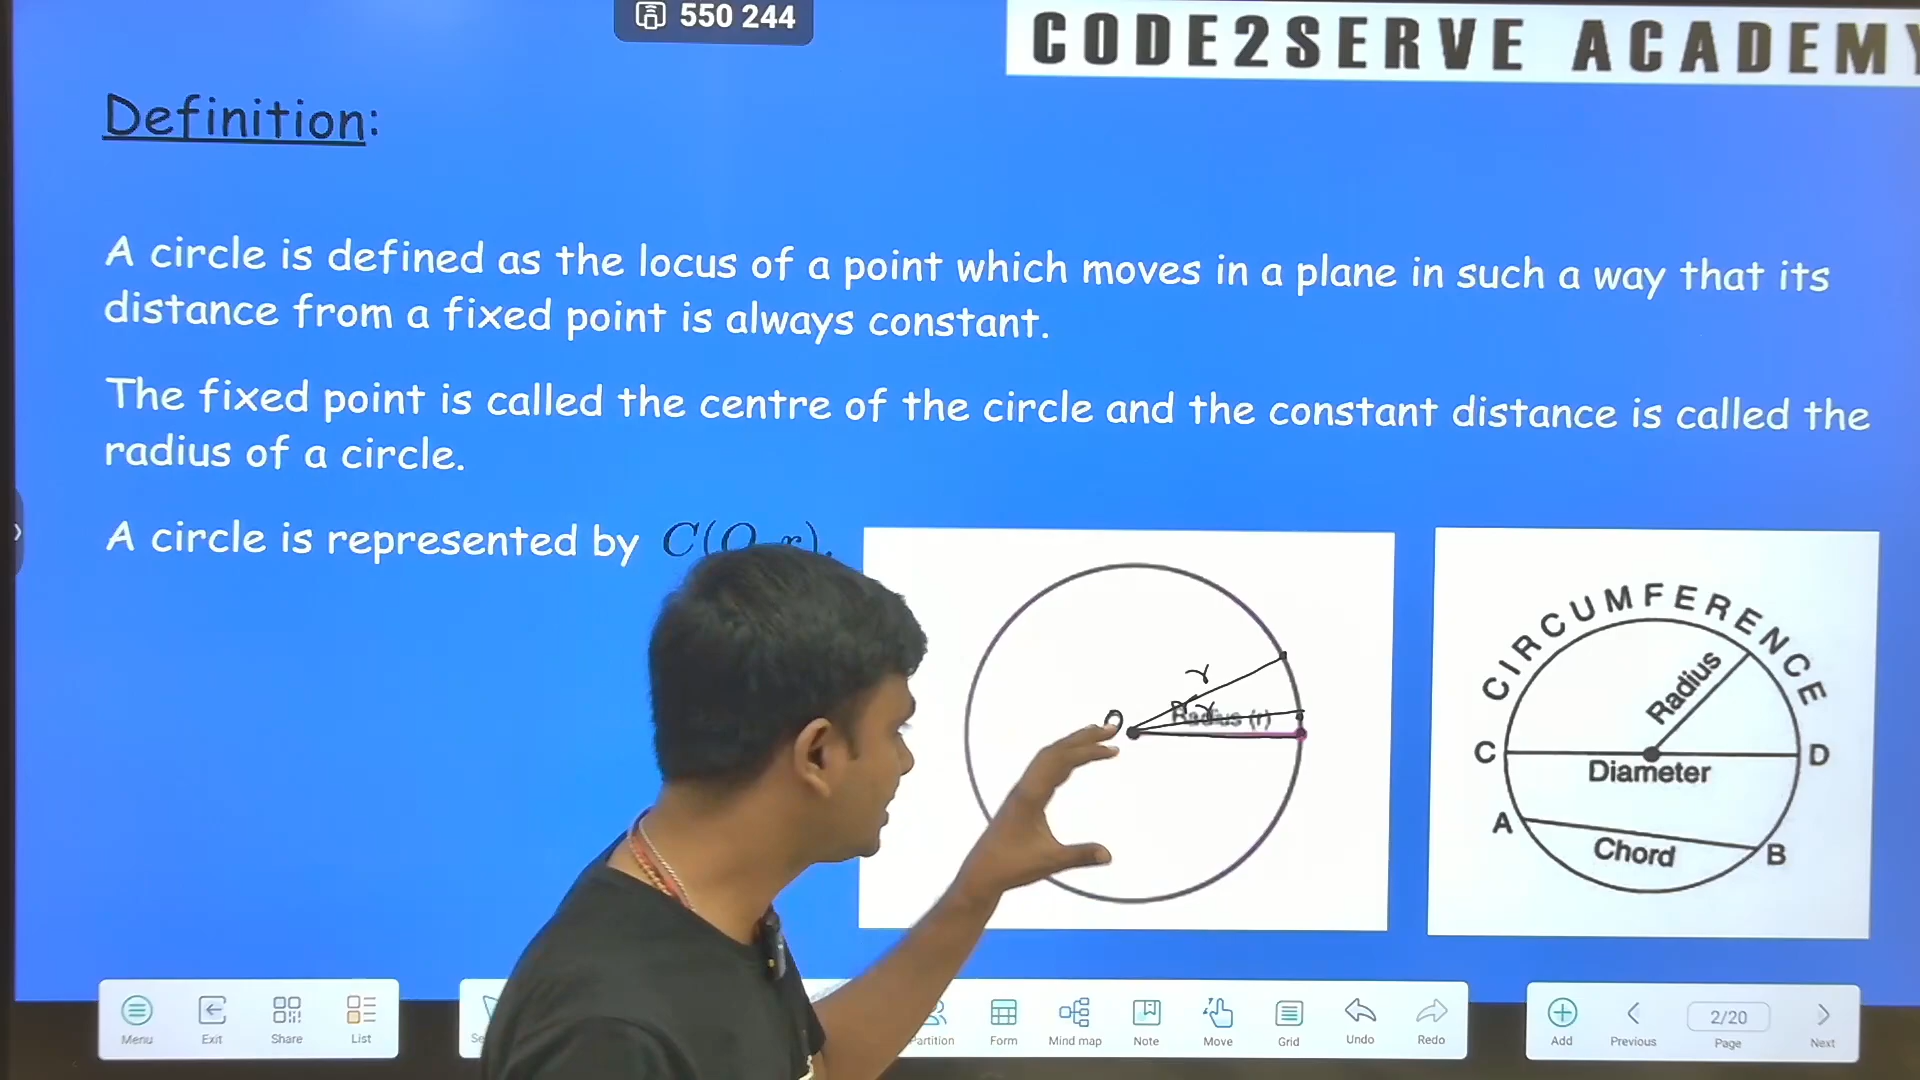 550 244
CODE2SERVE ACADEMY
Definition:
A circle is defined as the locus of a point which moves in a plane in such a way that its
distance from a fixed point is always constant.
The fixed point is called the centre of the circle and the constant distance is called the
radius of a circle.
A circle is represented by C(O r).
r
O
r
Radius (r)
CIRCUMFERENCE
Radius
C
D
Diameter
A
Chord
B
Menu
Exit
Share
List
Partition
Form
Mind map
Note
Move
Grid
Undo
Redo
Add
Previous
2/20
Page
Next